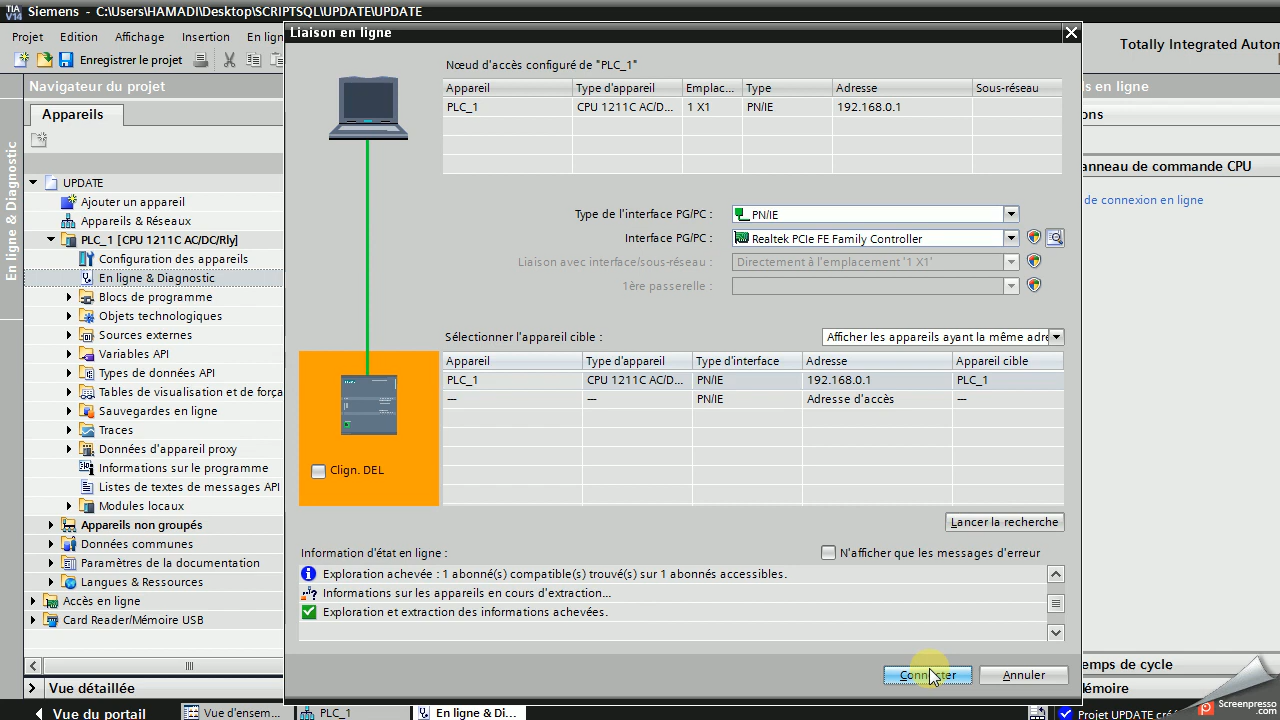 TIA V14 Siemens - C:\Users\HAMADI\Desktop\SCRIPTSQL\UPDATE\UPDATE
Projet Edition Affichage Insertion En lign
Totally Integrated Autom
Enregistrer le projet
Liaison en ligne
Navigateur du projet
Appareils
En ligne & Diagnostic
UPDATE
Ajouter un appareil
Appareils & Réseaux
PLC_1 [CPU 1211C AC/DC/Rly]
Configuration des appareils
En ligne & Diagnostic
Blocs de programme
Objets technologiques
Sources externes
Variables API
Types de données API
Tables de visualisation et de força
Sauvegardes en ligne
Traces
Données d'appareil proxy
Informations sur le programme
Listes de textes de messages API
Modules locaux
Appareils non groupés
Données communes
Paramètres de la documentation
Langues & Ressources
Accès en ligne
Card Reader/Mémoire USB
Vue détaillée
Nœud d'accès configuré de "PLC_1"
Appareil Type d'appareil Emplac... Type Adresse Sous-réseau
PLC_1 CPU 1211C AC/D... 1 X1 PN/IE 192.168.0.1
Type de l'interface PG/PC : PN/IE
Interface PG/PC : Realtek PCIe FE Family Controller
Liaison avec interface/sous-réseau : Directement à l'emplacement '1 X1'
1ère passerelle :
Sélectionner l'appareil cible : Afficher les appareils ayant la même adre
Appareil Type d'appareil Type d'interface Adresse Appareil cible
PLC_1 CPU 1211C AC/D... PN/IE 192.168.0.1 PLC_1
--- --- PN/IE Adresse d'accès ---
Clign. DEL
Lancer la recherche
Information d'état en ligne : N'afficher que les messages d'erreur
Exploration achevée : 1 abonné(s) compatible(s) trouvé(s) sur 1 abonnés accessibles.
Informations sur les appareils en cours d'extraction...
Exploration et extraction des informations achevées.
Connecter Annuler
s en ligne
ons
anneau de commande CPU
de connexion en ligne
emps de cycle
émoire
Vue du portail Vue d'ensem... PLC_1 En ligne & Di... Projet UPDATE cré
Screenpresso
.com